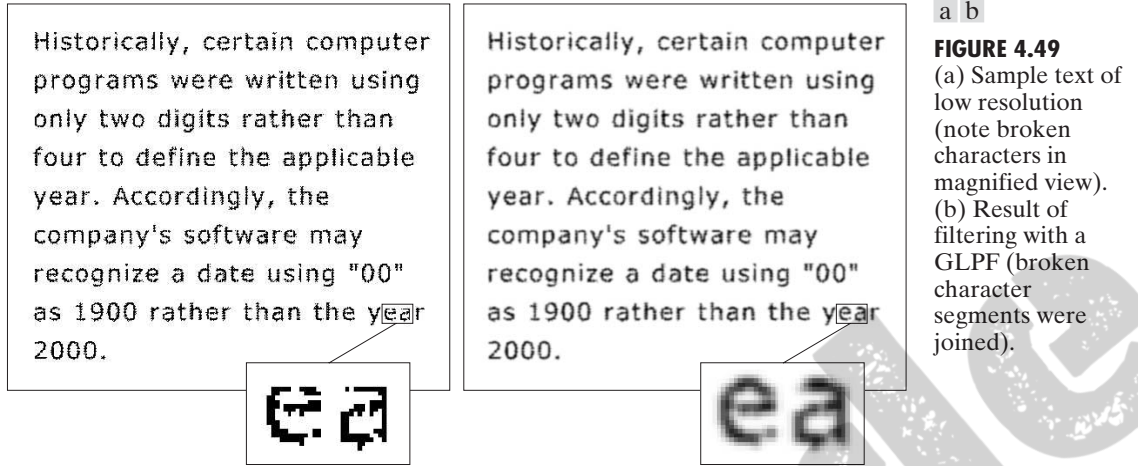 Historically, certain computer
programs were written using
only two digits rather than
four to define the applicable
year. Accordingly, the
company's software may
recognize a date using "00"
as 1900 rather than the year
2000.
ea
Historically, certain computer
programs were written using
only two digits rather than
four to define the applicable
year. Accordingly, the
company's software may
recognize a date using "00"
as 1900 rather than the year
2000.
ea
a b
FIGURE 4.49
(a) Sample text of
low resolution
(note broken
characters in
magnified view).
(b) Result of
filtering with a
GLPF (broken
character
segments were
joined).